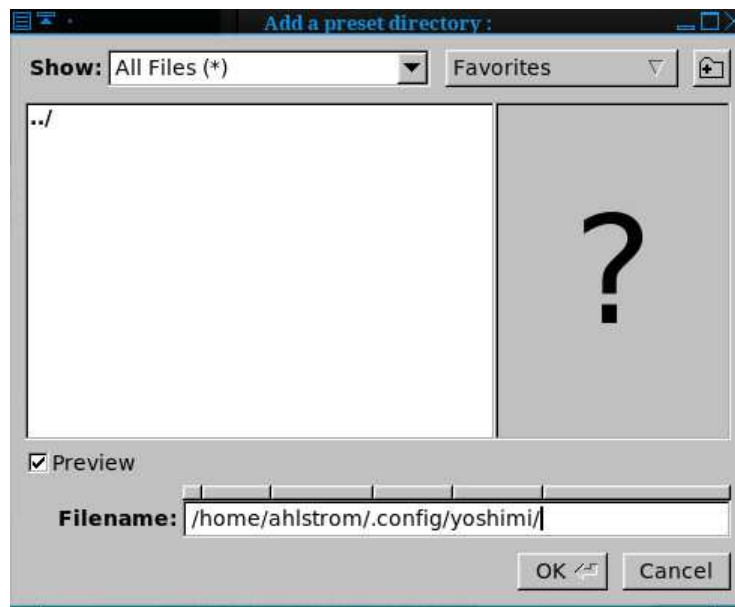 Add a preset directory :
Show: All Files (*) Favorites
../
?
Preview
Filename: /home/ahlstrom/.config/yoshimi/
OK Cancel